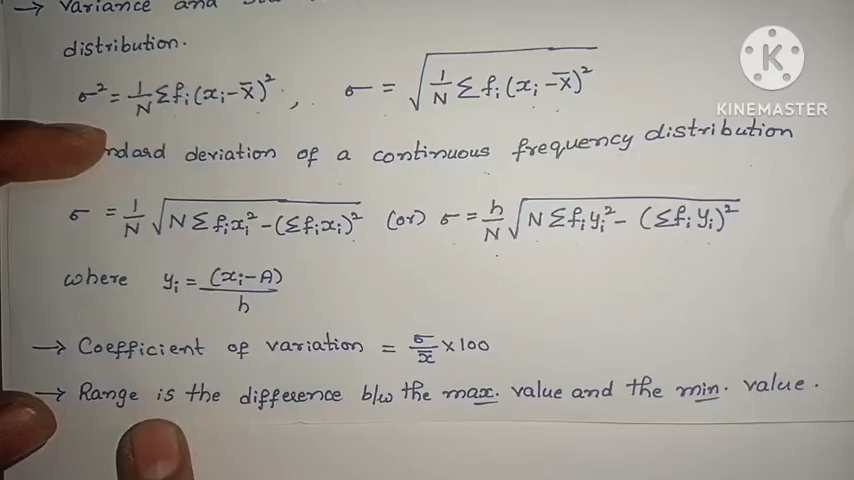 → Variance and
distribution.
σ² = 1/N Σfᵢ(xᵢ-x̄)², σ = √(1/N Σfᵢ(xᵢ-x̄)²)
deviation of a continuous frequency distribution
σ = 1/N √(NΣfᵢxᵢ²-(Σfᵢxᵢ)²) (or) σ = h/N √(NΣfᵢyᵢ²-(Σfᵢyᵢ)²)
where yᵢ = (xᵢ-A)/h
→ Coefficient of variation = σ/x̄ ×100
→ Range is the difference b/w the max. value and the min. value.
KINEMASTER